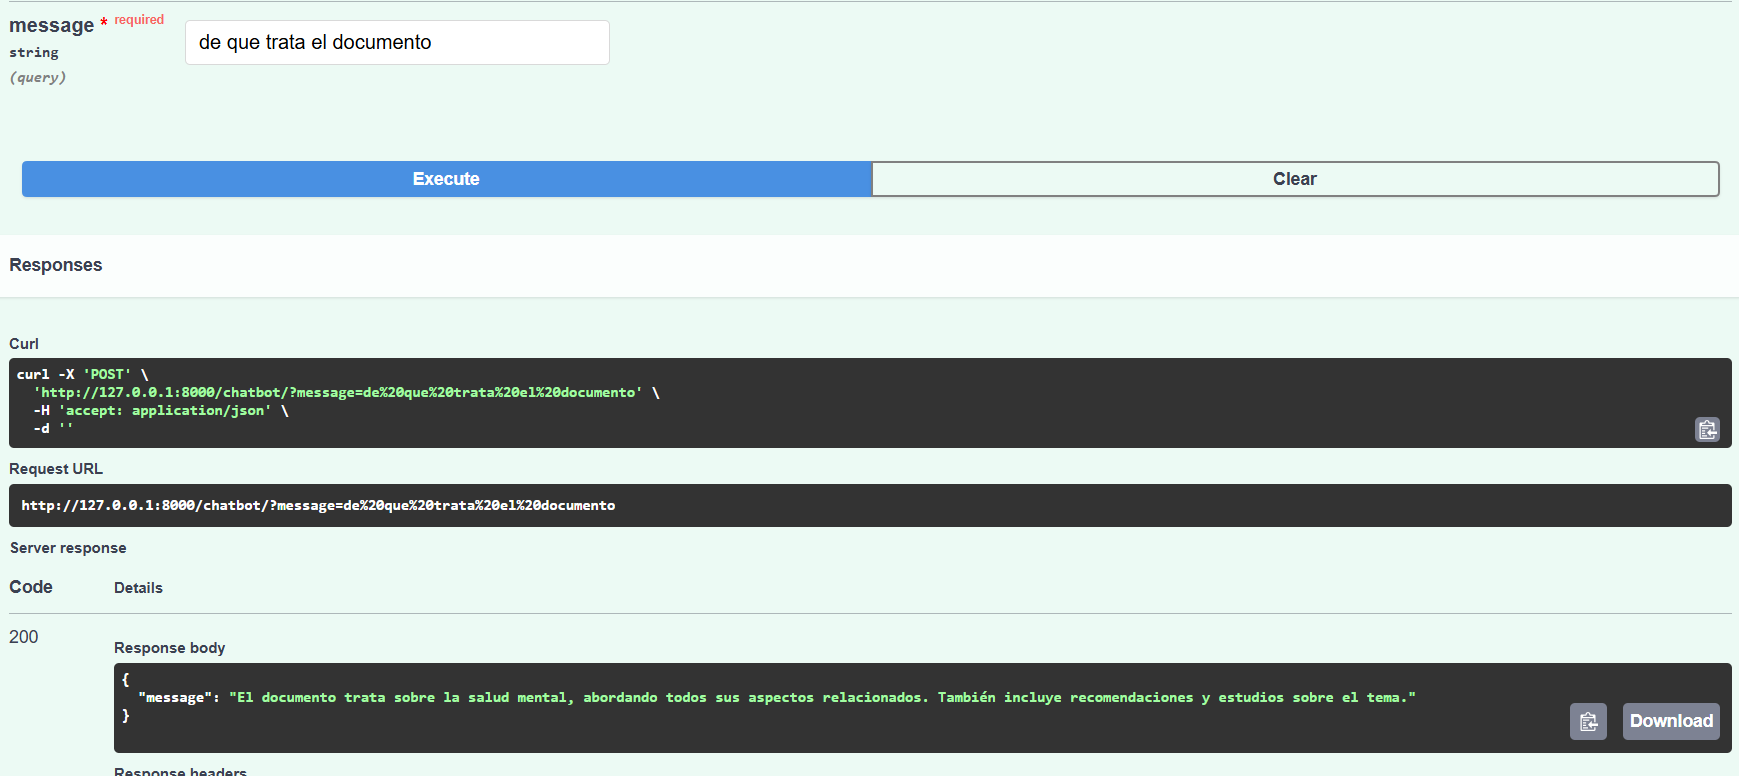 message * required
string
(query)
de que trata el documento
Execute
Clear
Responses
Curl
curl -X 'POST' \
'http://127.0.0.1:8000/chatbot/?message=de%20que%20trata%20el%20documento' \
-H 'accept: application/json' \
-d ''
Request URL
http://127.0.0.1:8000/chatbot/?message=de%20que%20trata%20el%20documento
Server response
Code Details
200
Response body
{
"message": "El documento trata sobre la salud mental, abordando todos sus aspectos relacionados. También incluye recomendaciones y estudios sobre el tema."
}
Download
Response headers